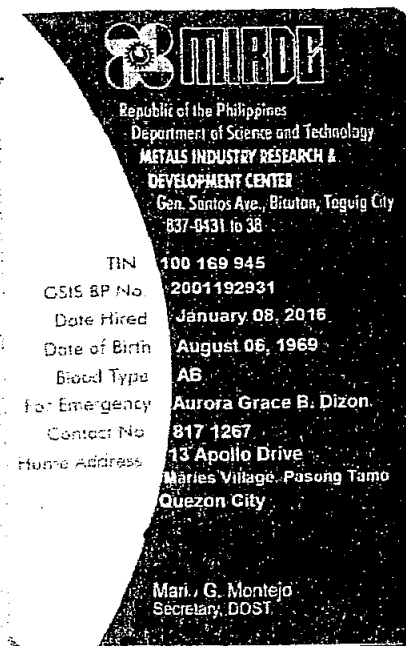 MIRDC
Republic of the Philippines
Department of Science and Technology
METALS INDUSTRY RESEARCH &
DEVELOPMENT CENTER
Gen. Santos Ave., Bicutan, Taguig City
837-0431 to 38
TIN 100 169 945
GSIS BP No. 2001192931
Date Hired January 08, 2016
Date of Birth August 06, 1969
Blood Type AB
For Emergency Aurora Grace B. Dizon
Contact No 817 1267
Home Address 13 Apollo Drive
Maries Village, Pasong Tamo
Quezon City
G. Montejo
Secretary, DOST